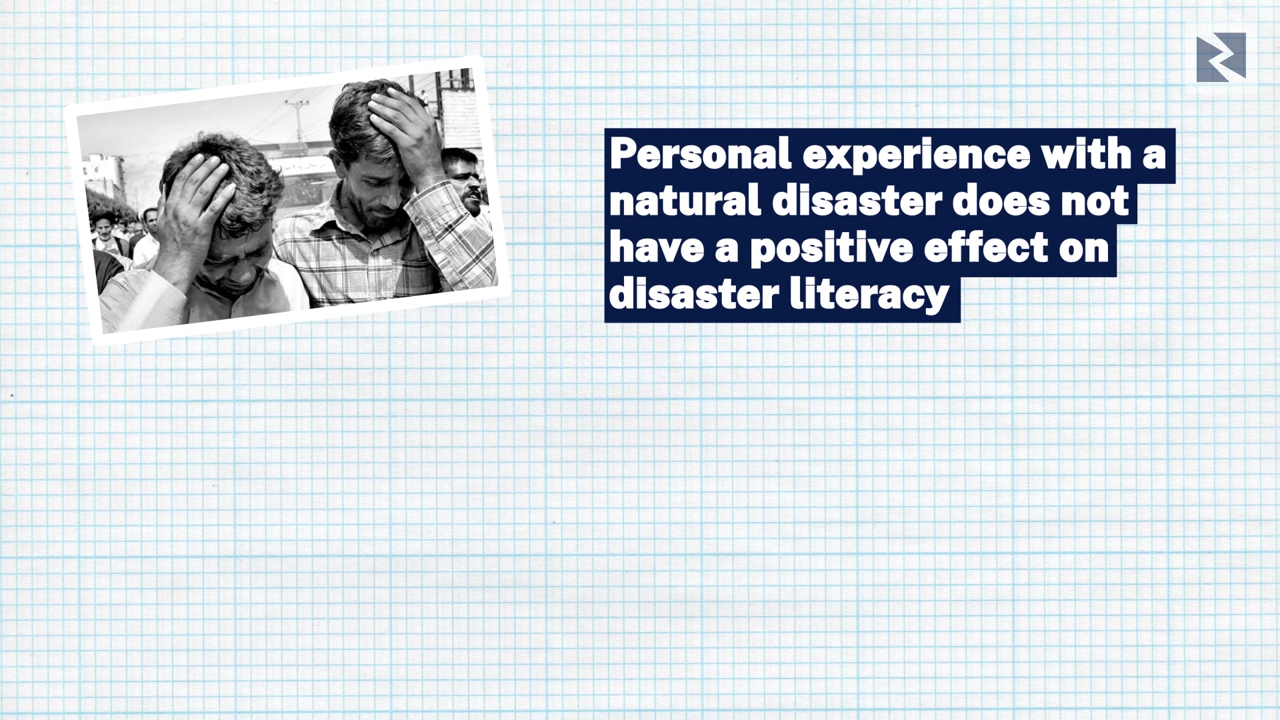 Personal experience with a
natural disaster does not
have a positive effect on
disaster literacy